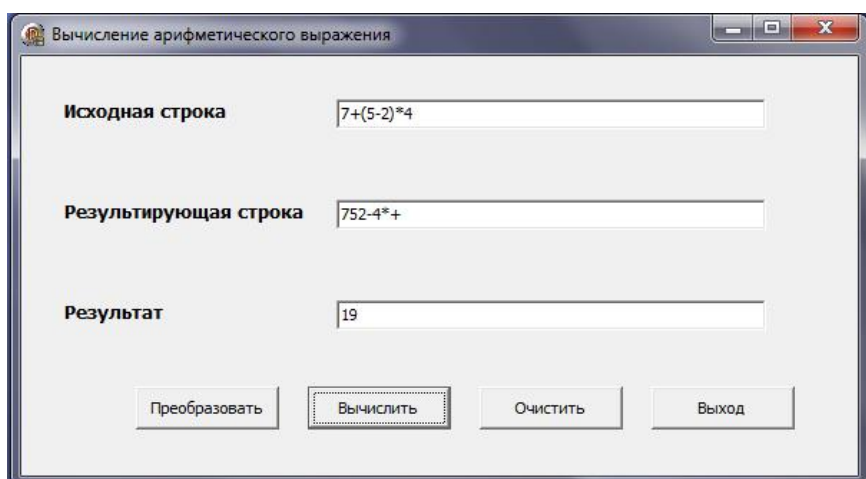 Вычисление арифметического выражения
Исходная строка 7+(5-2)*4
Результирующая строка 752-4*+
Результат 19
Преобразовать Вычислить Очистить Выход